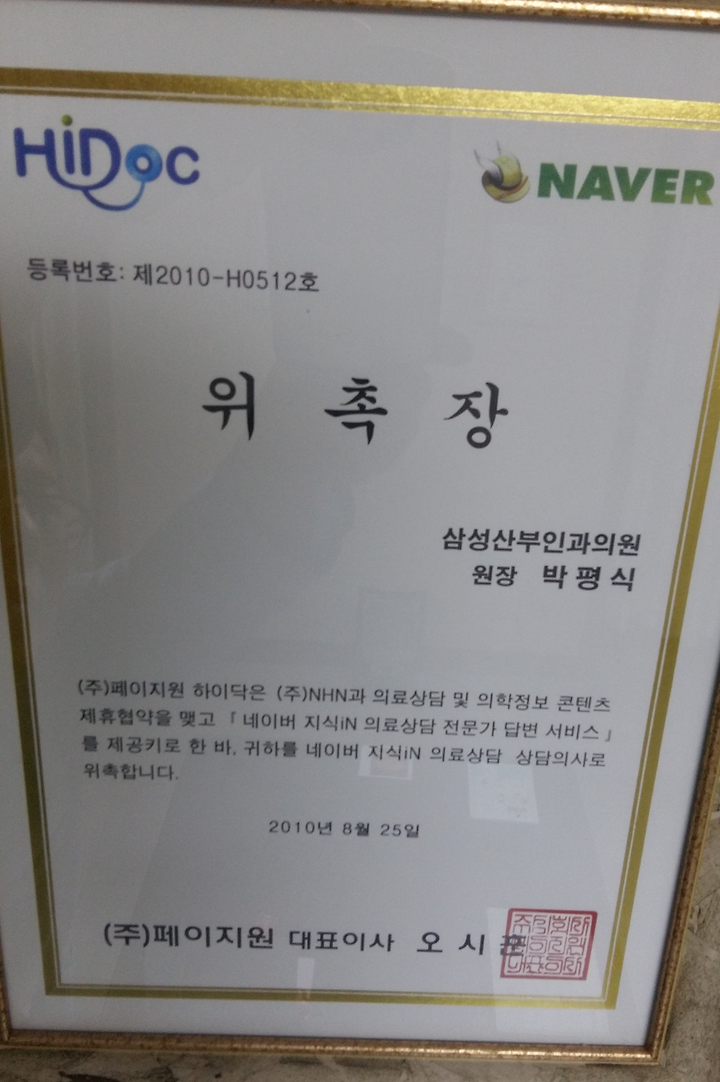 HiDoc
NAVER
등록번호: 제2010-H0512호
위 촉 장
삼성산부인과의원
원장 박 평 식
(주)페이지원 하이닥은 (주)NHN과 의료상담 및 의학정보 콘텐츠
제휴협약을 맺고 「네이버 지식iN 의료상담 전문가 답변 서비스」
를 제공키로 한 바, 귀하를 네이버 지식iN 의료상담 상담의사로
위촉합니다.
2010년 8월 25일
(주)페이지원 대표이사 오 시 훈